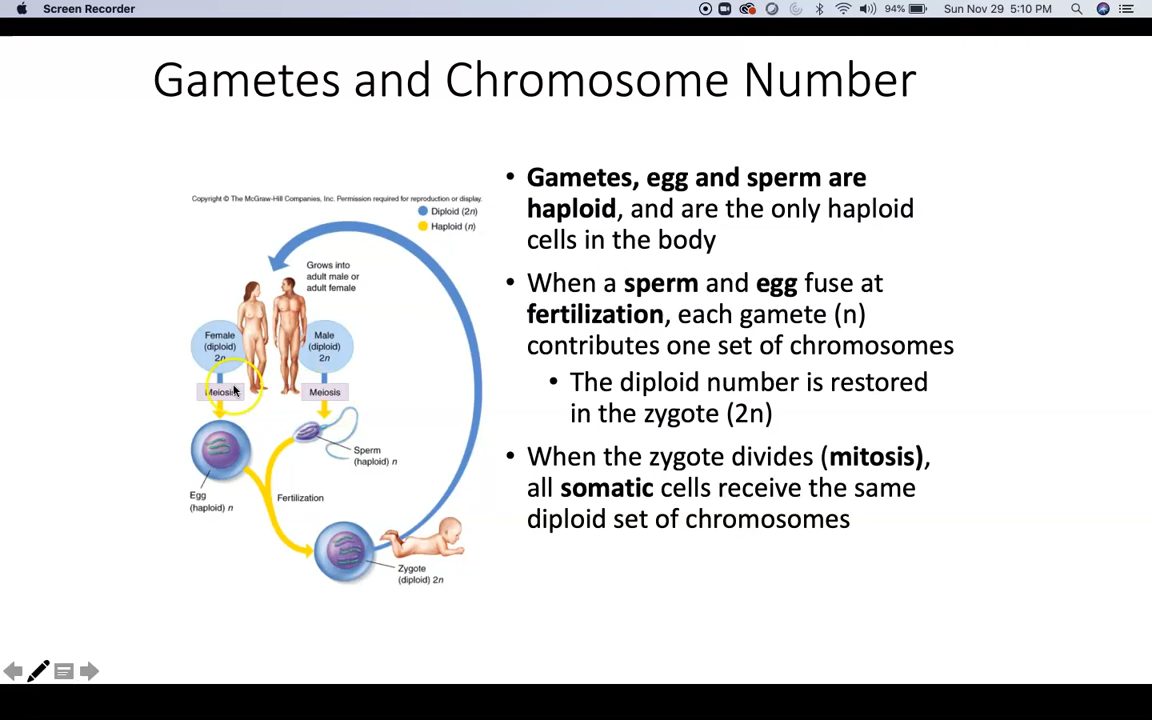 Screen Recorder
94%
Sun Nov 29 5:10 PM
Gametes and Chromosome Number
Copyright © The McGraw-Hill Companies, Inc. Permission required for reproduction or display.
Diploid (2n)
Haploid (n)
Grows into
adult male or
adult female
Female
(diploid)
2n
Male
(diploid)
2n
Meiosis
Meiosis
Sperm
(haploid) n
Egg
(haploid) n
Fertilization
Zygote
(diploid) 2n
• Gametes, egg and sperm are
haploid, and are the only haploid
cells in the body
• When a sperm and egg fuse at
fertilization, each gamete (n)
contributes one set of chromosomes
• The diploid number is restored
in the zygote (2n)
• When the zygote divides (mitosis),
all somatic cells receive the same
diploid set of chromosomes